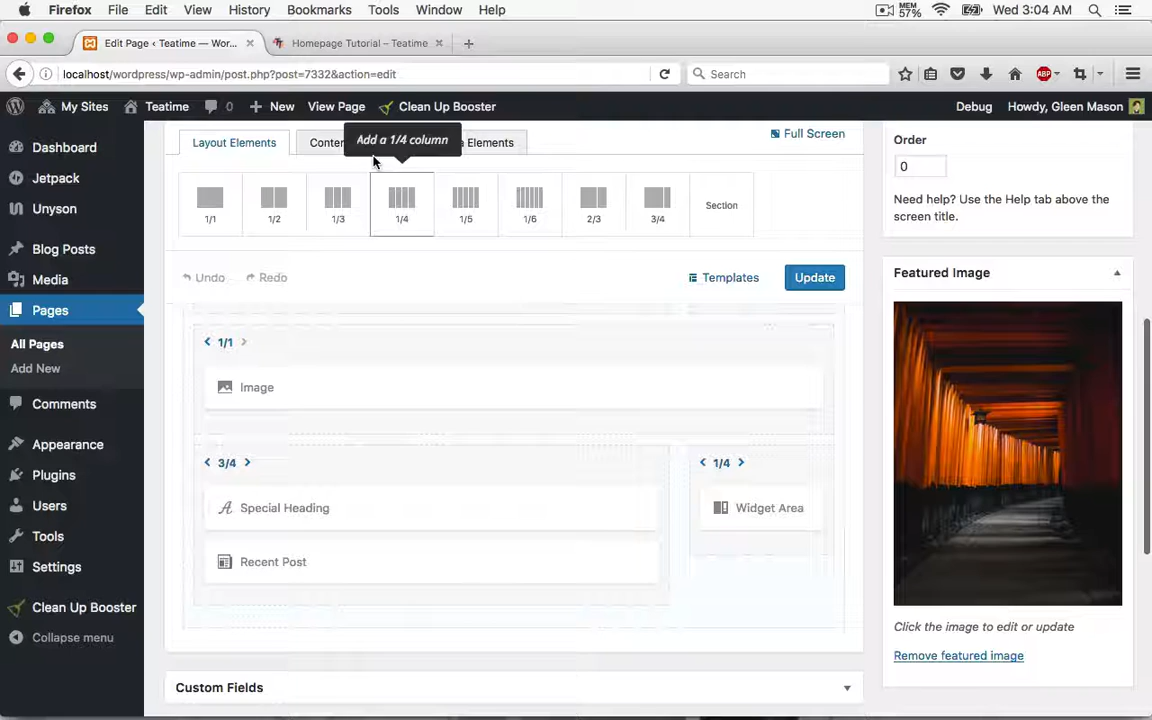 Firefox File Edit View History Bookmarks Tools Window Help MEM 57% Wed 3:04 AM
Edit Page ‹ Teatime — Wor... × Homepage Tutorial – Teatime × +
localhost/wordpress/wp-admin/post.php?post=7332&action=edit Search ABP
My Sites Teatime 0 + New View Page Clean Up Booster Debug Howdy, Gleen Mason
Dashboard
Jetpack
Unyson
Blog Posts
Media
Pages
All Pages
Add New
Comments
Appearance
Plugins
Users
Tools
Settings
Clean Up Booster
Collapse menu
Layout Elements Conten Elements Full Screen
Add a 1/4 column
1/1 1/2 1/3 1/4 1/5 1/6 2/3 3/4 Section
Undo Redo Templates Update
‹ 1/1 ›
Image
‹ 3/4 › ‹ 1/4 ›
Special Heading Widget Area
Recent Post
Custom Fields
Order
0
Need help? Use the Help tab above the
screen title.
Featured Image
Click the image to edit or update
Remove featured image